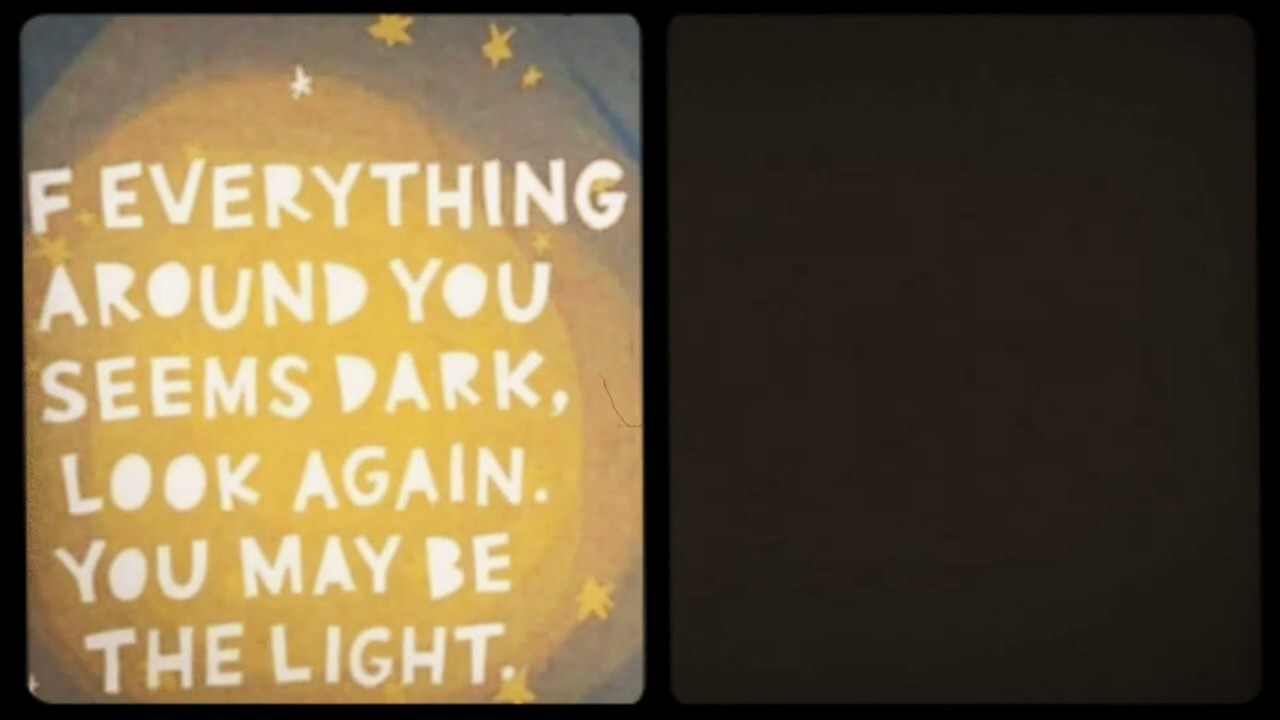 F EVERYTHING
AROUND YOU
SEEMS DARK,
LOOK AGAIN.
YOU MAY BE
THE LIGHT.